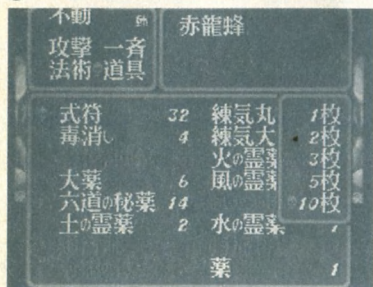 不動
攻撃 一斉
法術 道具
赤龍蜂
式符 32 練気丸
毒消し 4 練気大
火の霊薬
大薬 6 風の霊薬
六道の秘薬 14
土の霊薬 2 水の霊薬 1
薬 1
1枚
2枚
3枚
5枚
10枚